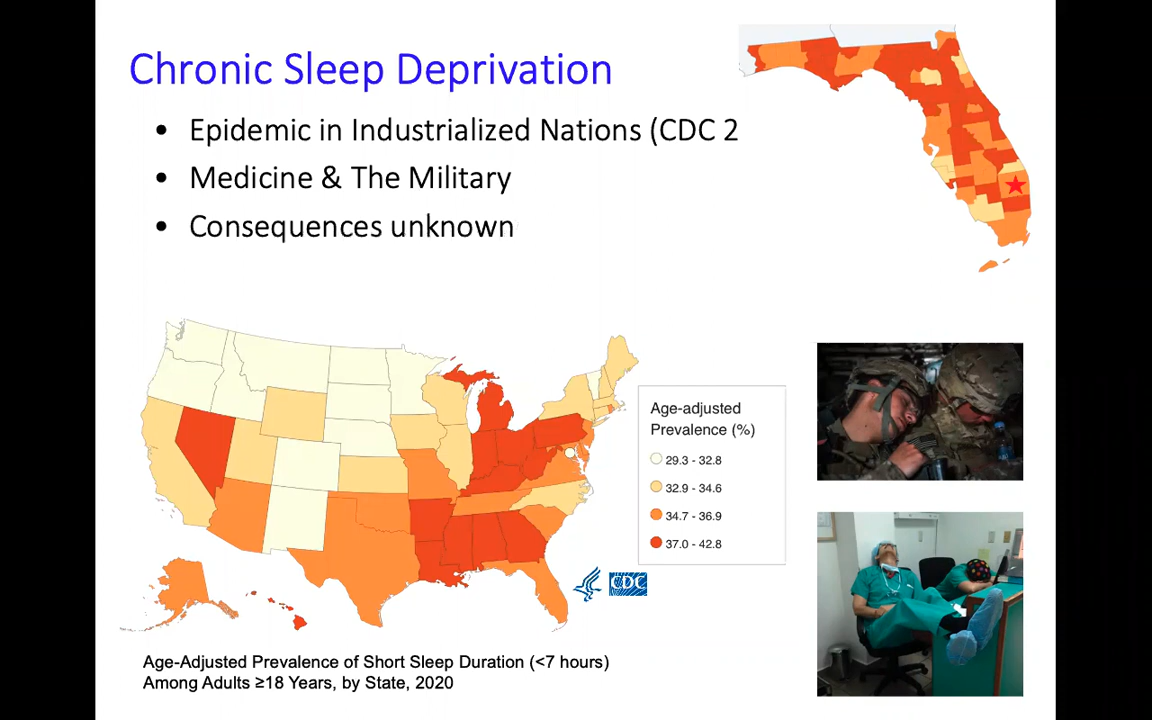 Chronic Sleep Deprivation
• Epidemic in Industrialized Nations (CDC 2
• Medicine & The Military
• Consequences unknown
Age-adjusted
Prevalence (%)
29.3 - 32.8
32.9 - 34.6
34.7 - 36.9
37.0 - 42.8
CDC
Age-Adjusted Prevalence of Short Sleep Duration (<7 hours)
Among Adults ≥18 Years, by State, 2020